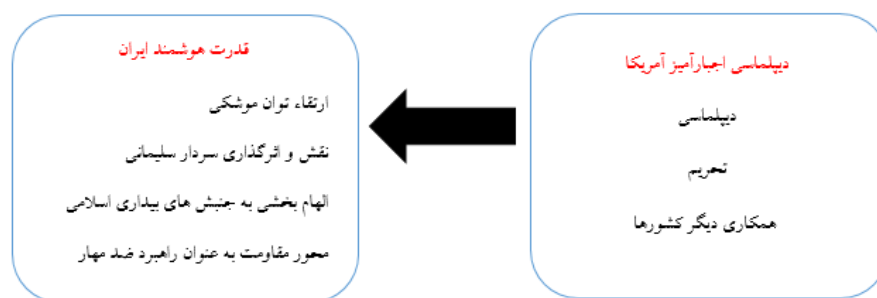 دیپلماسی اجبارآمیز آمریکا
دیپلماسی
تحریم
همکاری دیگر کشورها
قدرت هوشمند ایران
ارتقاء توان موشکی
نقش و اثرگذاری سردار سلیمانی
الهام بخشی به جنبش های بیداری اسلامی
محور مقاومت به عنوان راهبرد ضد مهار